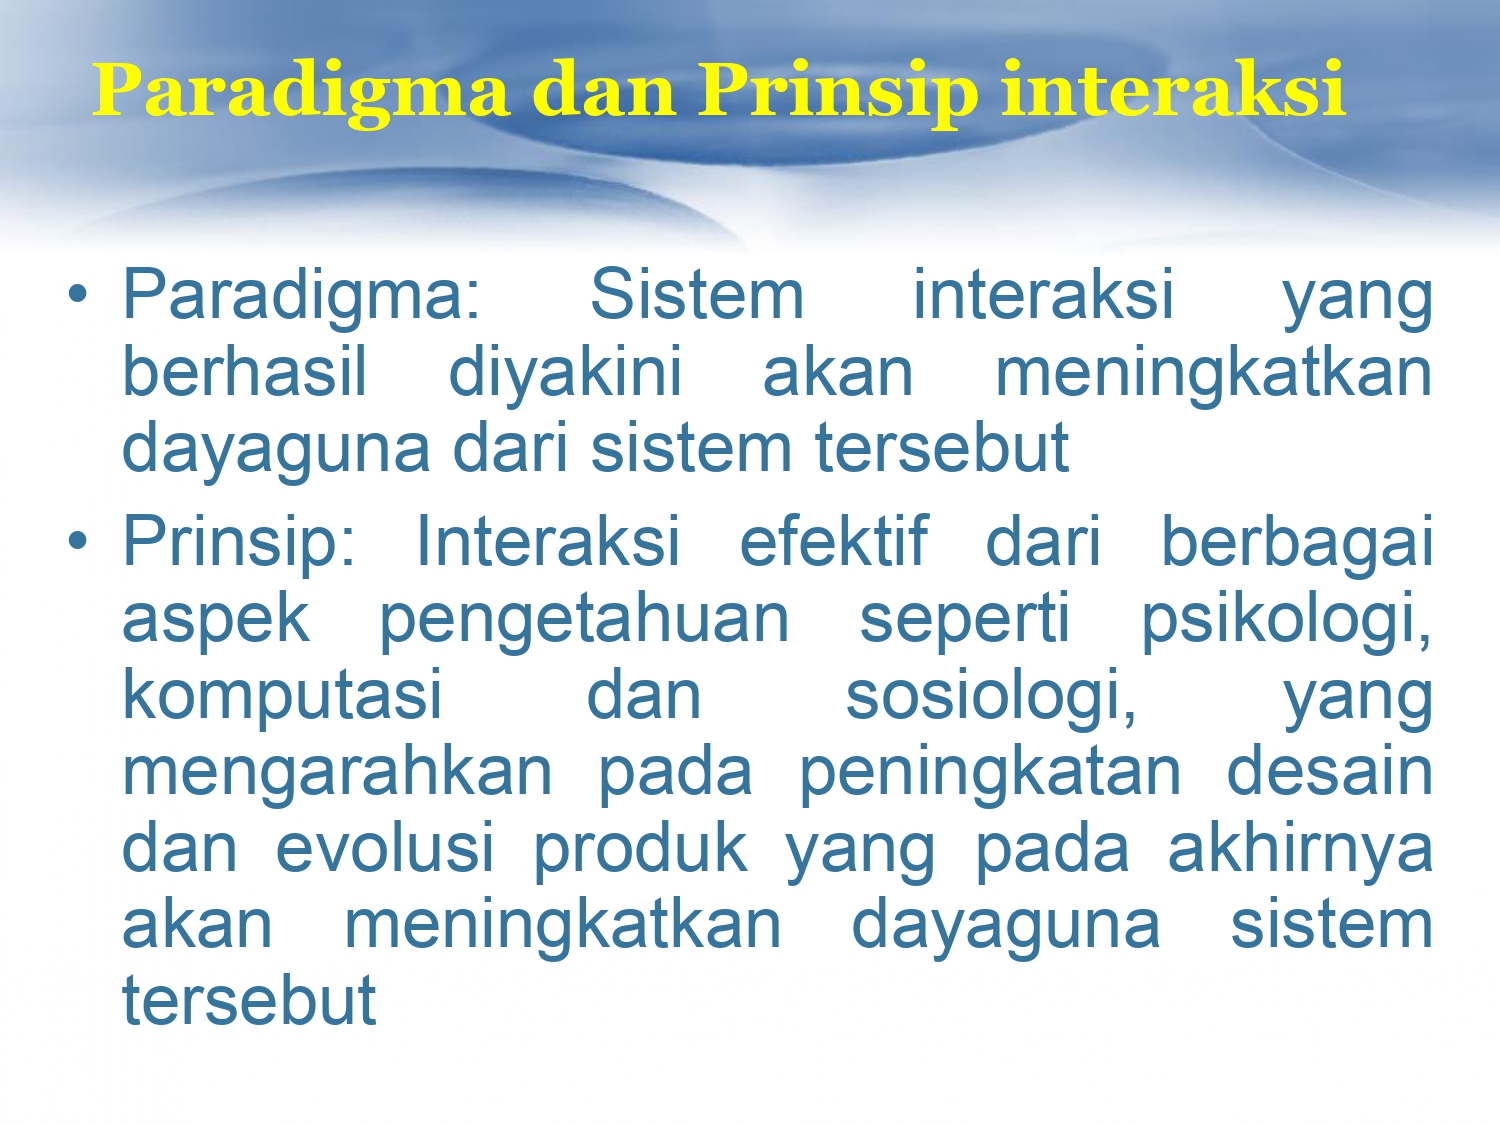 Paradigma dan Prinsip interaksi
• Paradigma: Sistem interaksi yang
berhasil diyakini akan meningkatkan
dayaguna dari sistem tersebut
• Prinsip: Interaksi efektif dari berbagai
aspek pengetahuan seperti psikologi,
komputasi dan sosiologi, yang
mengarahkan pada peningkatan desain
dan evolusi produk yang pada akhirnya
akan meningkatkan dayaguna sistem
tersebut